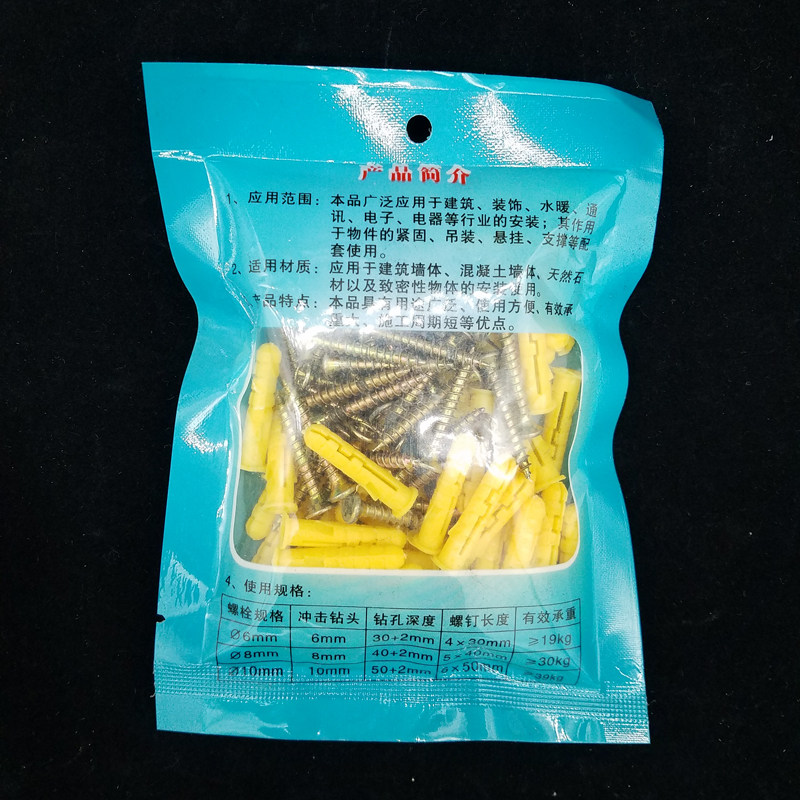 产品简介
1、应用范围：本品广泛应用于建筑、装饰、水暖、通
讯、电子、电器等行业的安装；其作用
于物件的紧固、吊装、悬挂、支撑等配
套使用。
2、适用材质：应用于建筑墙体、混凝土墙体、天然石
材以及致密性物体的安装使用。
产品特点：本品具有用途广泛、使用方便、有效承
重大、施工周期短等优点。
4、使用规格：
螺栓规格 冲击钻头 钻孔深度 螺钉长度 有效承重
Ø6mm 6mm 30+2mm 4×30mm ≥19kg
Ø8mm 8mm 40+2mm 5×40mm ≥30kg
Ø10mm 10mm 50+2mm 6×50mm